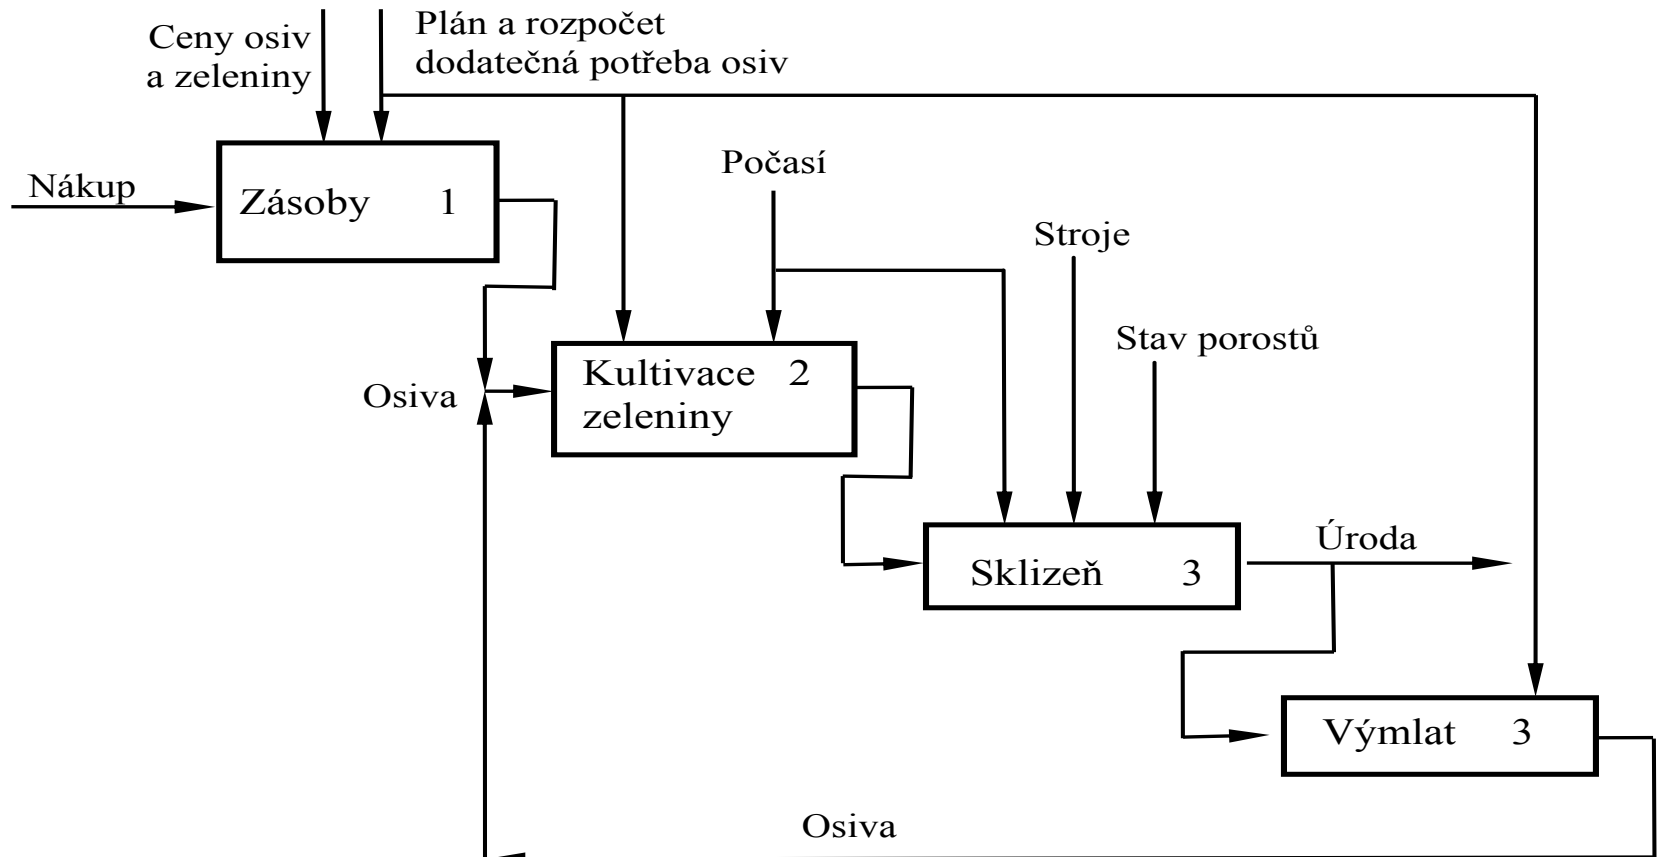 Ceny osiv
a zeleniny
Plán a rozpočet
dodatečná potřeba osiv
Nákup
Zásoby 1
Počasí
Stroje
Stav porostů
Osiva
Kultivace 2
zeleniny
Sklizeň 3
Úroda
Výmlat 3
Osiva